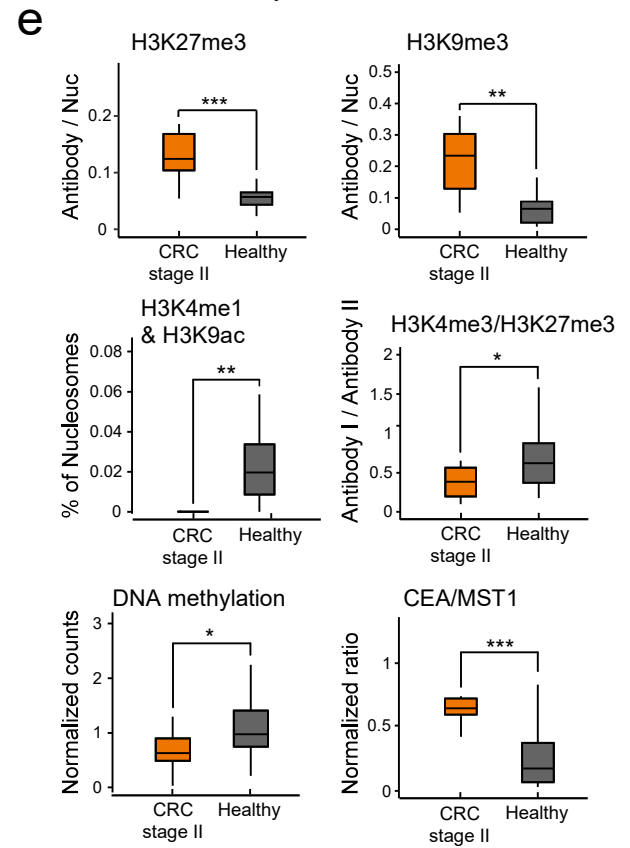 e
H3K27me3
Antibody / Nuc
0.2
0.1
0
***
CRC
stage II
Healthy
H3K9me3
Antibody / Nuc
0.5
0.4
0.3
0.2
0.1
0
**
CRC
stage II
Healthy
H3K4me1
& H3K9ac
% of Nucleosomes
0.08
0.06
0.04
0.02
0
**
CRC
stage II
Healthy
H3K4me3/H3K27me3
Antibody I / Antibody II
2
1.5
1
0.5
0
*
CRC
stage II
Healthy
DNA methylation
Normalized counts
3
2
1
0
*
CRC
stage II
Healthy
CEA/MST1
Normalized ratio
1
0.5
0
***
CRC
stage II
Healthy